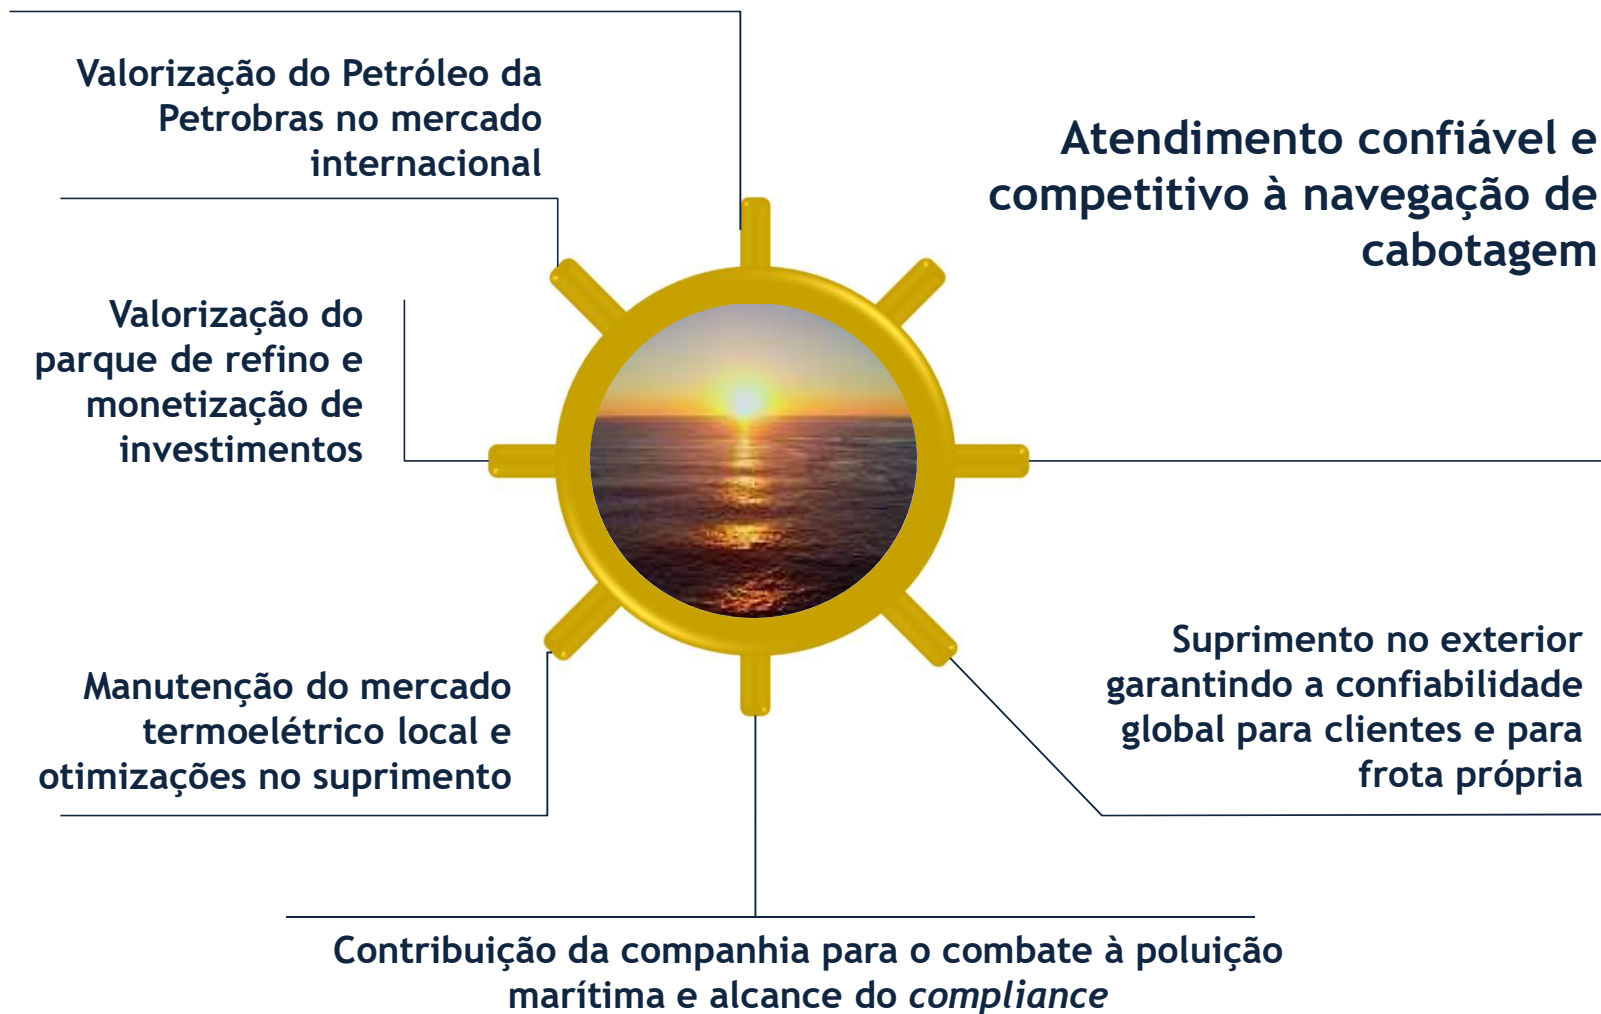 Valorização do Petróleo da
Petrobras no mercado
internacional
Atendimento confiável e
competitivo à navegação de
cabotagem
Valorização do
parque de refino e
monetização de
investimentos
Manutenção do mercado
termoelétrico local e
otimizações no suprimento
Suprimento no exterior
garantindo a confiabilidade
global para clientes e para
frota própria
Contribuição da companhia para o combate à poluição
marítima e alcance do compliance